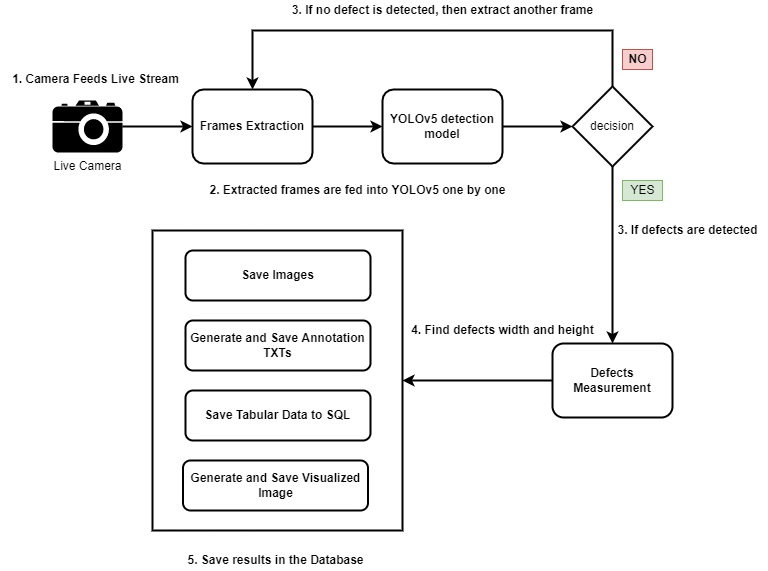 3. If no defect is detected, then extract another frame
NO
1. Camera Feeds Live Stream
Live Camera
Frames Extraction
YOLOv5 detection
model
decision
2. Extracted frames are fed into YOLOv5 one by one
YES
3. If defects are detected
4. Find defects width and height
Defects
Measurement
Save Images
Generate and Save Annotation
TXTs
Save Tabular Data to SQL
Generate and Save Visualized
Image
5. Save results in the Database